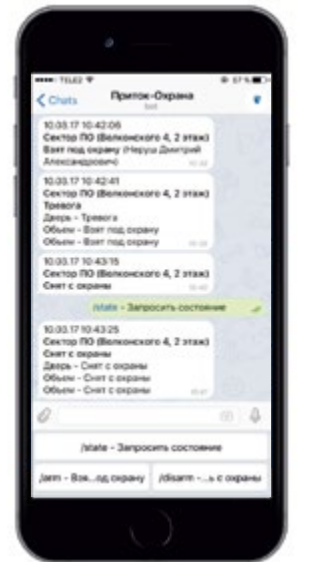 TELE2
57%
Chats
Приток-Охрана
bot
10.03.17 10:42:06
Сектор ПО (Волконского 4, 2 этаж)
Взят под охрану (Неруш Дмитрий
Александрович)
10.03.17 10:42:41
Сектор ПО (Волконского 4, 2 этаж)
Тревога
Дверь - Тревога
Объем - Взят под охрану
Объем - Взят под охрану
10.03.17 10:43:15
Сектор ПО (Волконского 4, 2 этаж)
Снят с охраны
/state - Запросить состояние
10.03.17 10:43:25
Сектор ПО (Волконского 4, 2 этаж)
Снят с охраны
Дверь - Снят с охраны
Объем - Снят с охраны
Объем - Снят с охраны
/state - Запросить состояние
/arm - Взя...од охрану
/disarm -...ь с охраны